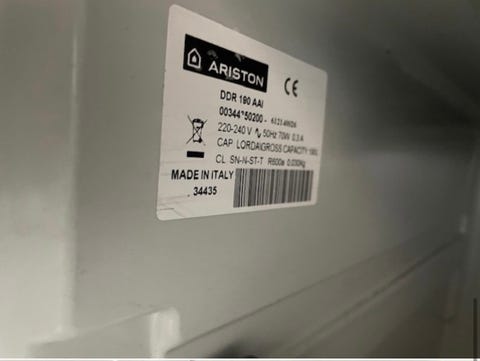 ARISTON
CE
DDR 190 AAI
00344*50200 -
220-240 V ∿ 50Hz 70W 0,3 A
CAP. LORDA\GROSS CAPACITY:
CL SN-N-ST-T R600a 0.030Kg
MADE IN ITALY
34435